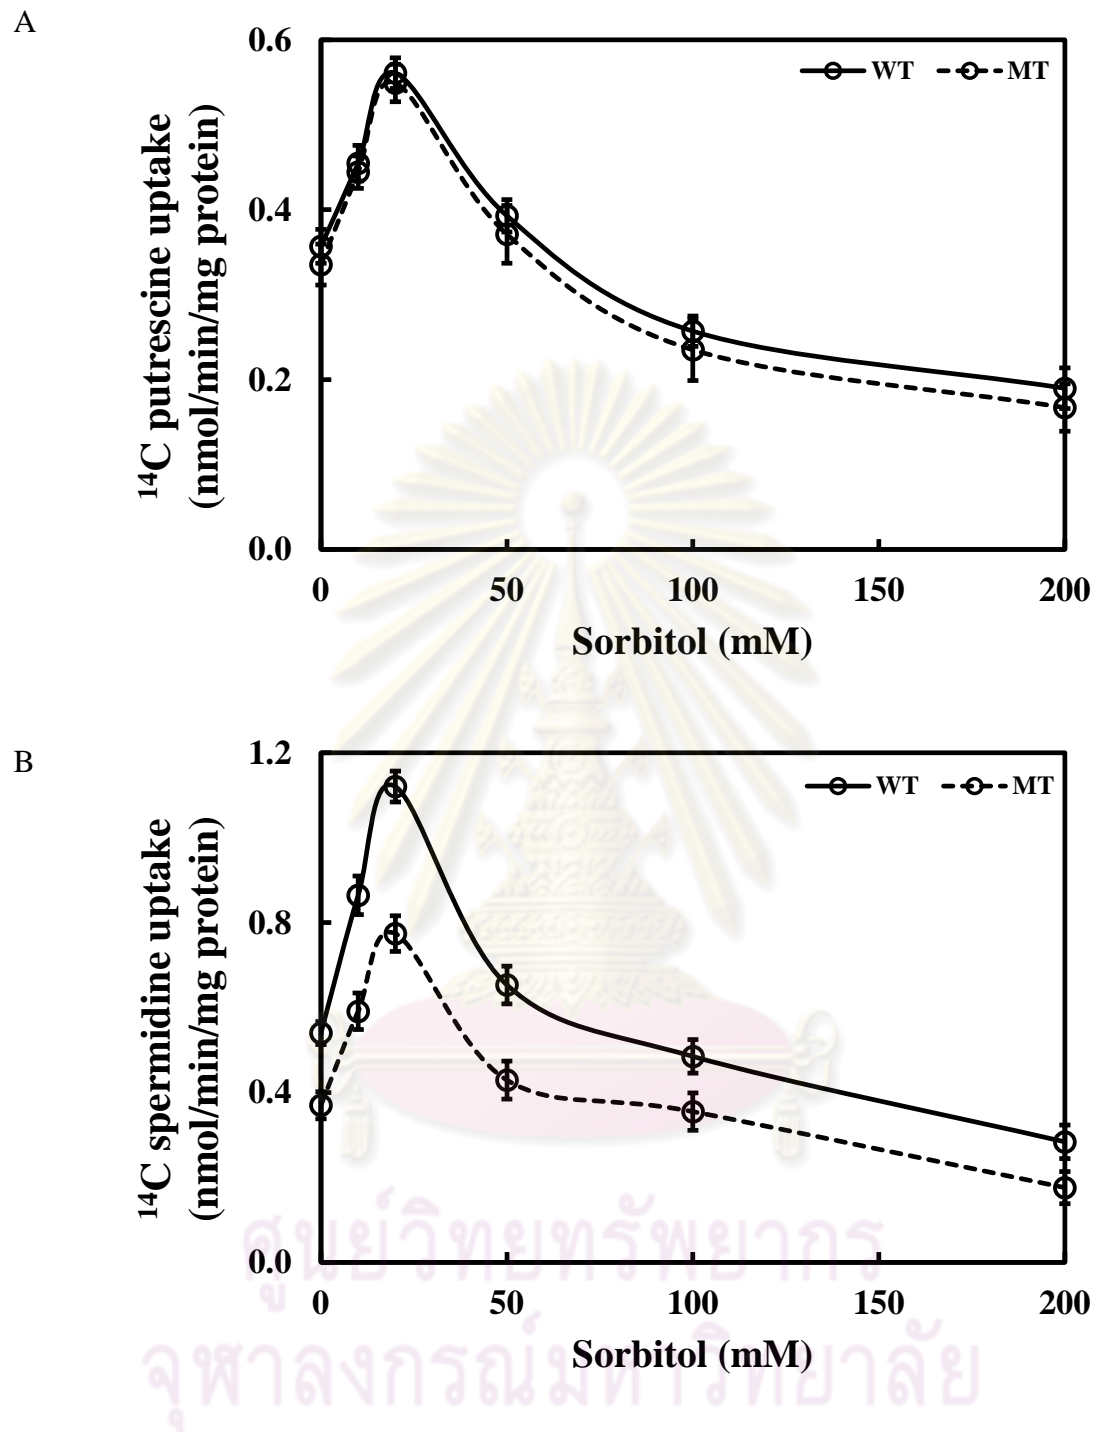 A
0.6
WT MT
0.4
0.2
0.0
¹⁴C putrescine uptake
(nmol/min/mg protein)
0 50 100 150 200
Sorbitol (mM)
B
1.2
WT MT
0.8
0.4
0.0
¹⁴C spermidine uptake
(nmol/min/mg protein)
0 50 100 150 200
Sorbitol (mM)
ศูนย์วิทยทรัพยากร
จุฬาลงกรณ์มหาวิทยาลัย